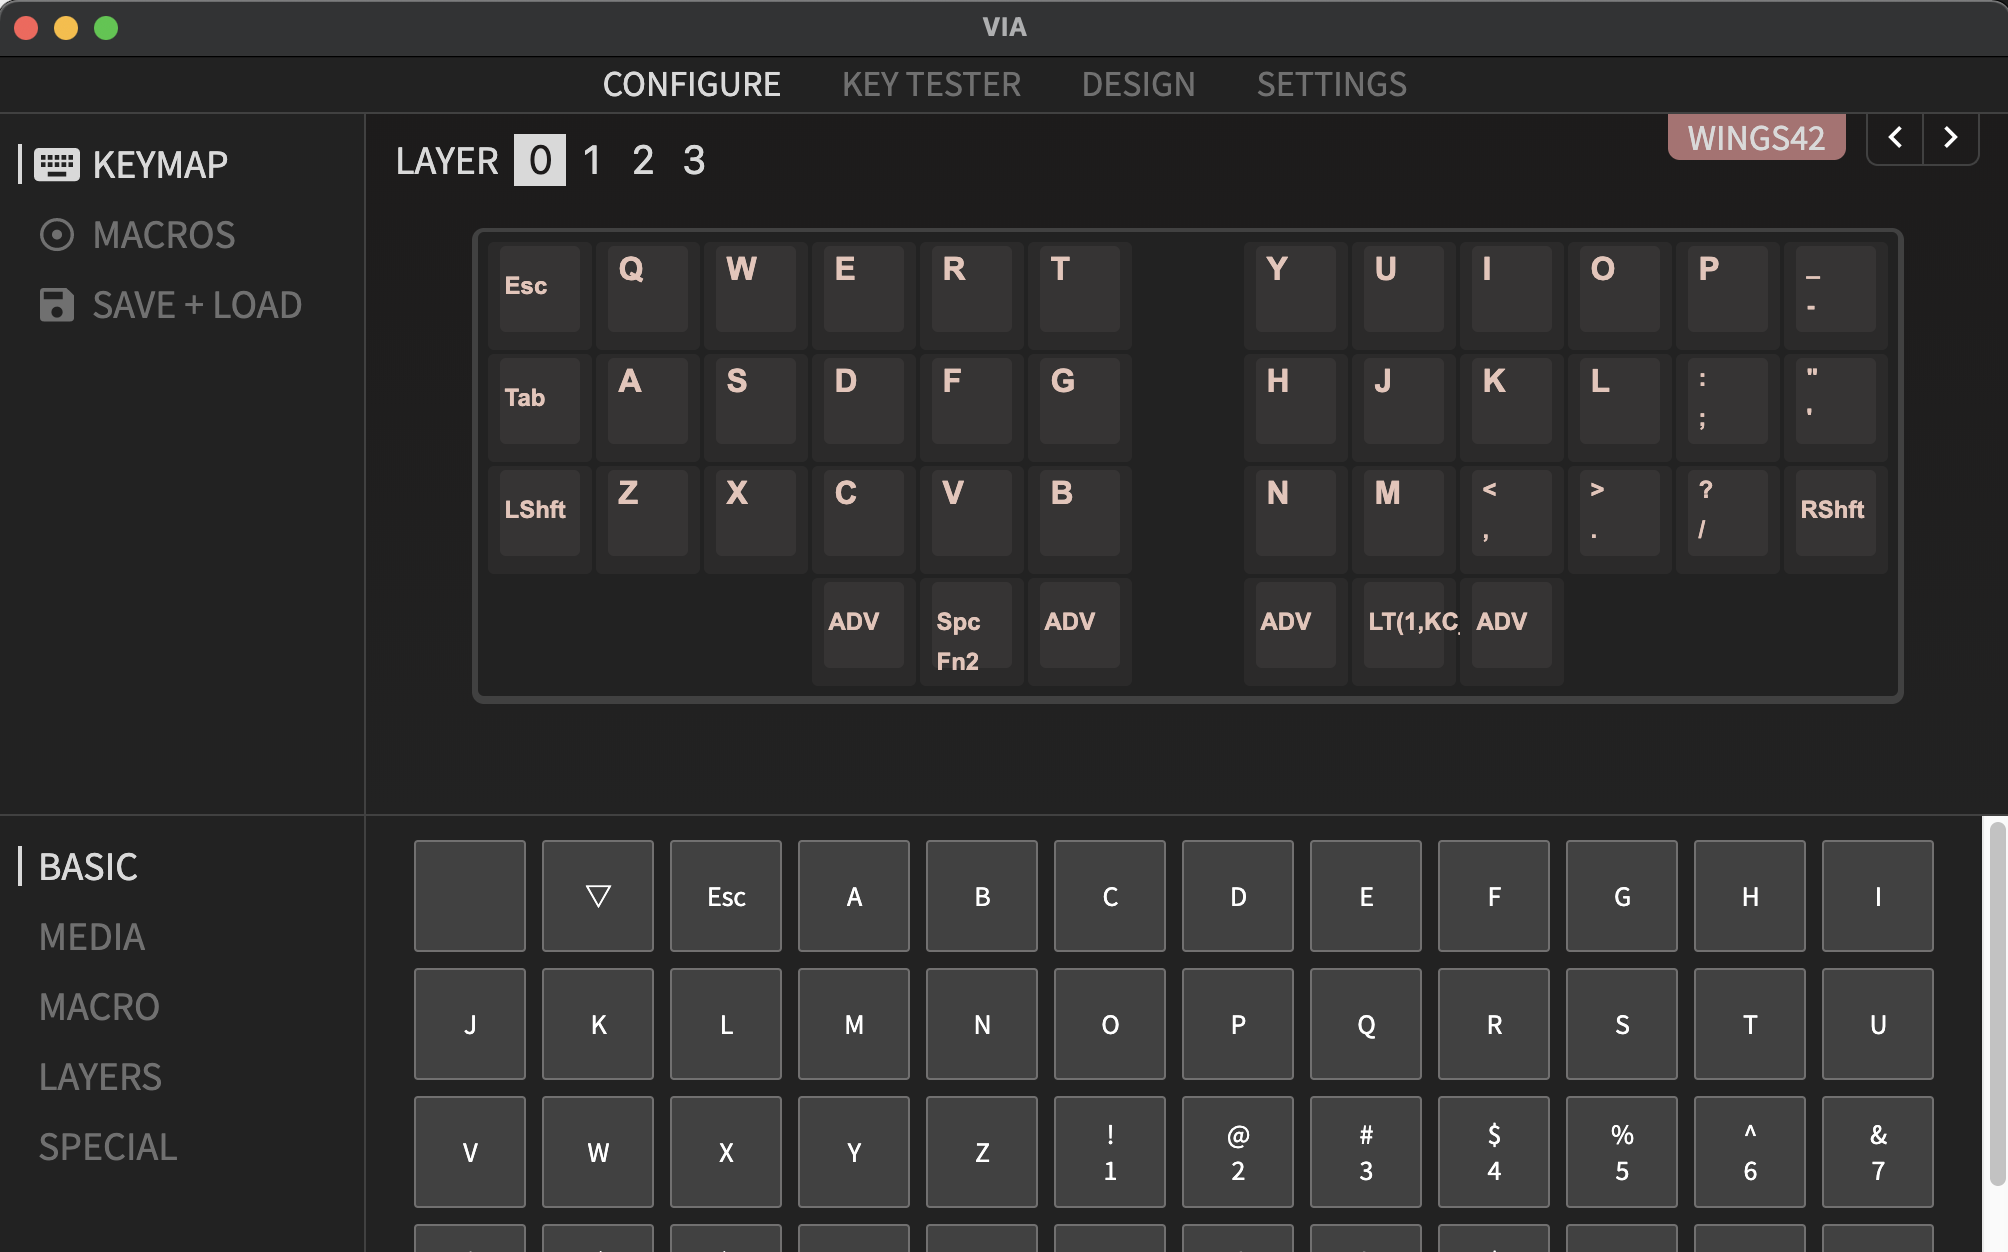 VIA
CONFIGURE KEY TESTER DESIGN SETTINGS
KEYMAP
MACROS
SAVE + LOAD
LAYER 0 1 2 3
WINGS42 < >
Esc Q W E R T Y U I O P _ -
Tab A S D F G H J K L : ; " '
LShft Z X C V B N M < , > . ? / RShft
ADV Spc ADV ADV LT(1,KC_ ADV
Fn2
BASIC
MEDIA
MACRO
LAYERS
SPECIAL
▽ Esc A B C D E F G H I
J K L M N O P Q R S T U
V W X Y Z ! @ # $ % ^ &
1 2 3 4 5 6 7